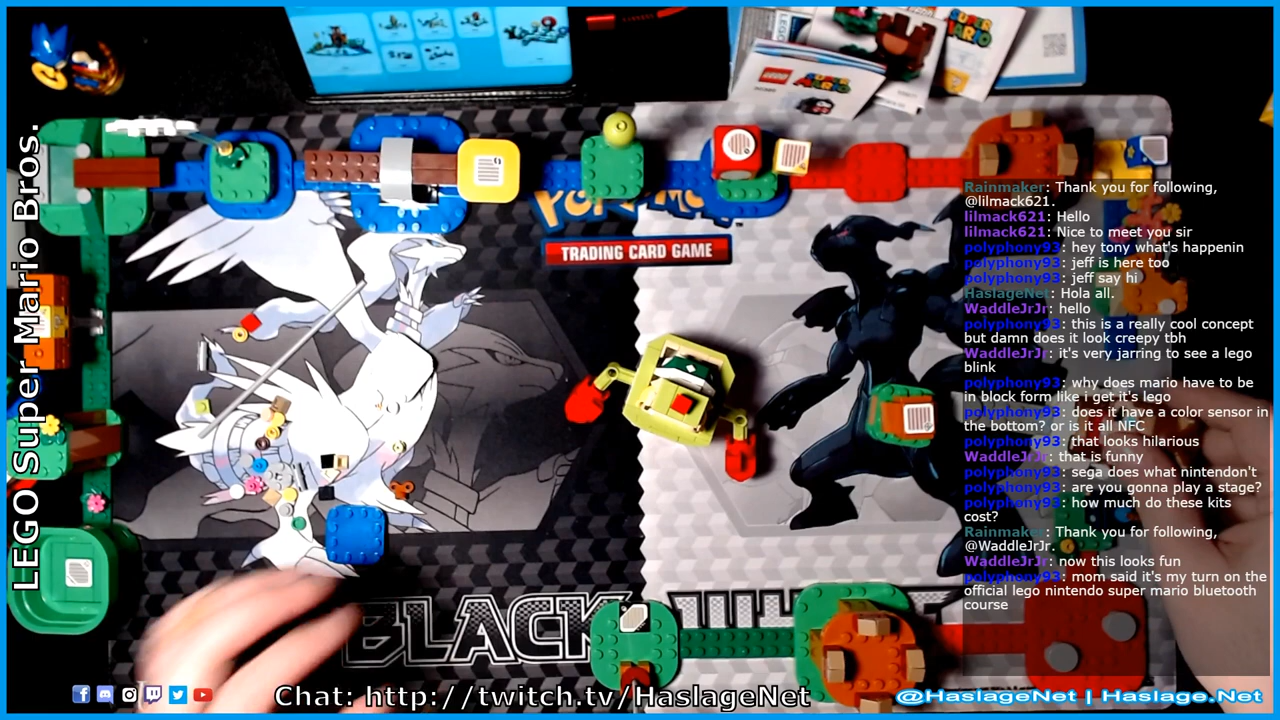 LEGO Super Mario Bros.
LEGO
SUPER MARIO
SUPER MARIO
POKéMON
TRADING CARD GAME
BLACK
WHITE
Rainmaker: Thank you for following,
@lilmack621.
lilmack621: Hello
lilmack621: Nice to meet you sir
polyphony93: hey tony what's happenin
polyphony93: jeff is here too
polyphony93: jeff say hi
HaslageNet: Hola all.
WaddleJrJr: hello
polyphony93: this is a really cool concept
but damn does it look creepy tbh
WaddleJrJr: it's very jarring to see a lego
blink
polyphony93: why does mario have to be
in block form like i get it's lego
polyphony93: does it have a color sensor in
the bottom? or is it all NFC
polyphony93: that looks hilarious
WaddleJrJr: that is funny
polyphony93: sega does what nintendon't
polyphony93: are you gonna play a stage?
polyphony93: how much do these kits
cost?
Rainmaker: Thank you for following,
@WaddleJrJr.
WaddleJrJr: now this looks fun
polyphony93: mom said it's my turn on the
official lego nintendo super mario bluetooth
course
Chat: http://twitch.tv/HaslageNet
@HaslageNet | Haslage.Net